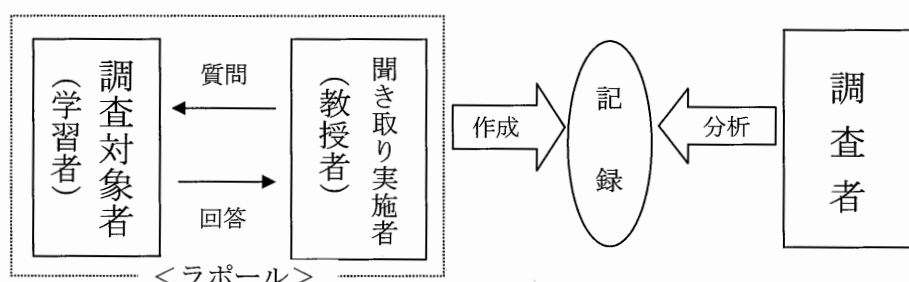 調査対象者
(学習者)
質問
回答
聞き取り実施者
(教授者)
<ラポール>
作成
記録
分析
調査者